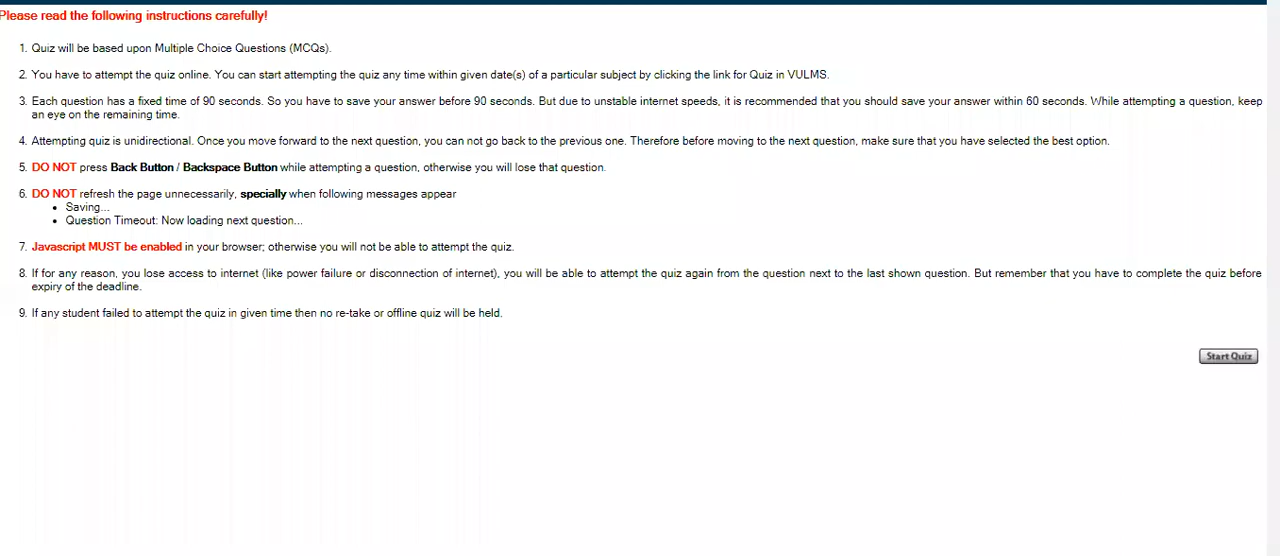 Please read the following instructions carefully!
1. Quiz will be based upon Multiple Choice Questions (MCQs).
2. You have to attempt the quiz online. You can start attempting the quiz any time within given date(s) of a particular subject by clicking the link for Quiz in VULMS.
3. Each question has a fixed time of 90 seconds. So you have to save your answer before 90 seconds. But due to unstable internet speeds, it is recommended that you should save your answer within 60 seconds. While attempting a question, keep
an eye on the remaining time.
4. Attempting quiz is unidirectional. Once you move forward to the next question, you can not go back to the previous one. Therefore before moving to the next question, make sure that you have selected the best option.
5. DO NOT press Back Button / Backspace Button while attempting a question, otherwise you will lose that question.
6. DO NOT refresh the page unnecessarily, specially when following messages appear
• Saving...
• Question Timeout: Now loading next question...
7. Javascript MUST be enabled in your browser; otherwise you will not be able to attempt the quiz.
8. If for any reason, you lose access to internet (like power failure or disconnection of internet), you will be able to attempt the quiz again from the question next to the last shown question. But remember that you have to complete the quiz before
expiry of the deadline.
9. If any student failed to attempt the quiz in given time then no re-take or offline quiz will be held.
Start Quiz